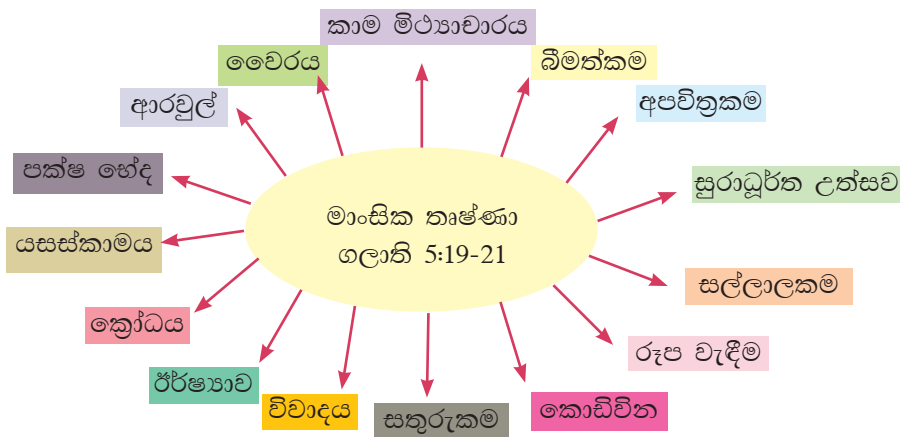 කාම මිථ්‍යාචාරය
වෛරය
බීමත්කම
ආරවුල්
අපවිත්‍රකම
පක්ෂ භේද
සුරාධූර්ත උත්සව
මාංසික තෘෂ්ණා
ගලාති 5:19-21
යසස්කාමය
සල්ලාලකම
ක්‍රෝධය
රූප වැඳීම
ඊර්ෂ්‍යාව
විවාදය
සතුරුකම
කොඩිවින